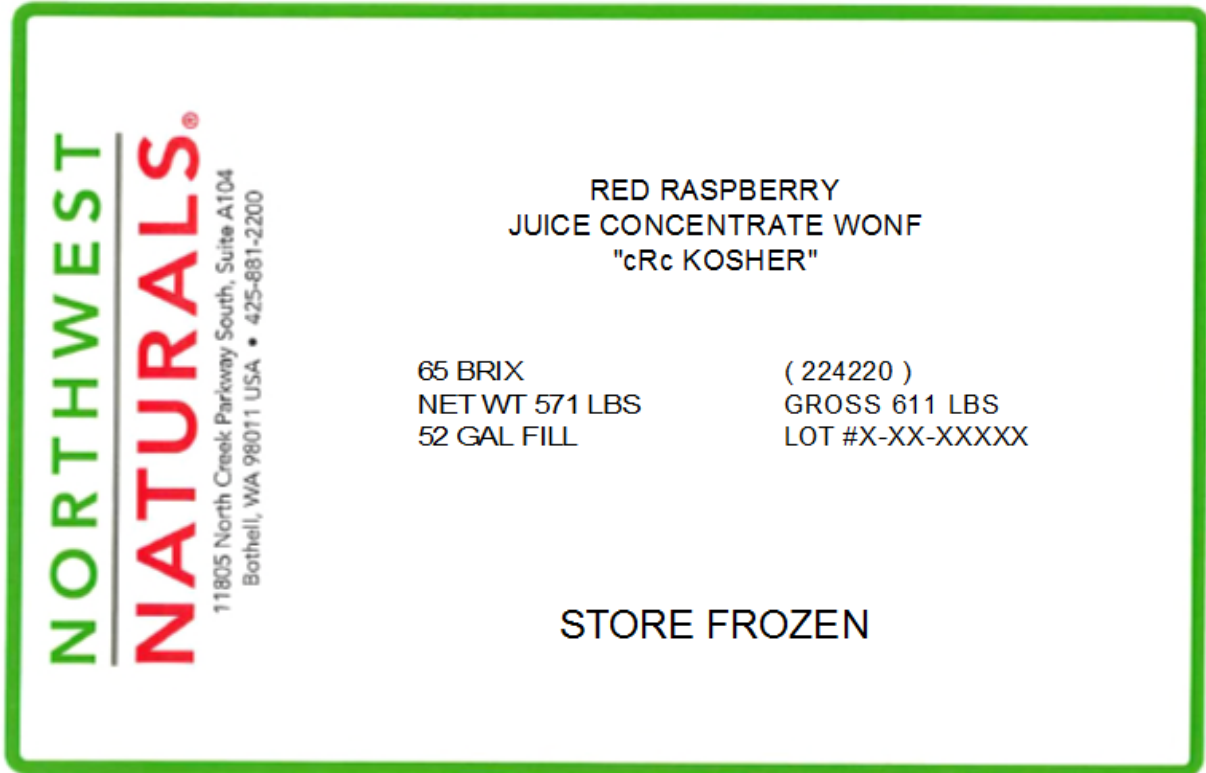 NORTHWEST
NATURALS®
11805 North Creek Parkway South, Suite A104
Bothell, WA 98011 USA • 425-881-2200
RED RASPBERRY
JUICE CONCENTRATE WONF
"cRc KOSHER"
65 BRIX ( 224220 )
NET WT 571 LBS GROSS 611 LBS
52 GAL FILL LOT #X-XX-XXXXX
STORE FROZEN